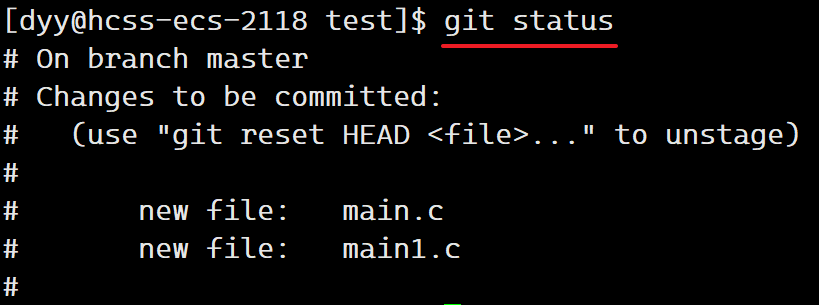 [dyy@hcss-ecs-2118 test]$ git status
# On branch master
# Changes to be committed:
#   (use "git reset HEAD <file>..." to unstage)
#
#       new file:   main.c
#       new file:   main1.c
#